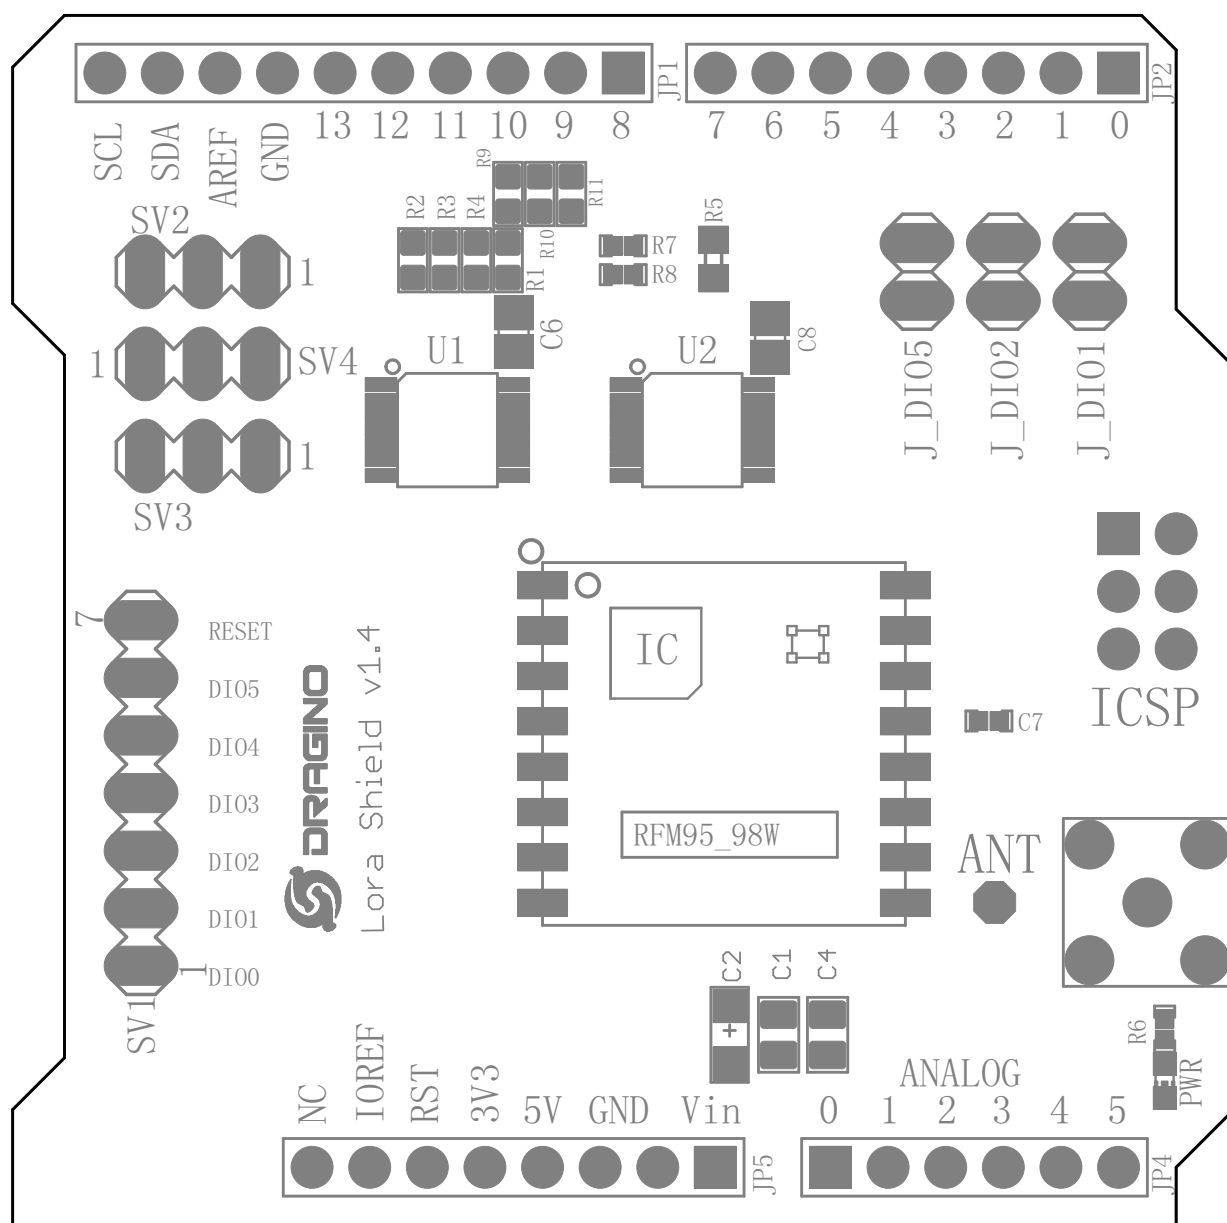 JP1
JP2
SCL
SDA
AREF
GND
13
12
11
10
9
8
7
6
5
4
3
2
1
0
R9
R11
R10
R2
R3
R4
R1
R7
R8
R5
SV2
1
1
SV4
1
SV3
C6
C8
U1
U2
J_DIO5
J_DIO2
J_DIO1
ICSP
7
RESET
DIO5
DIO4
DIO3
DIO2
DIO1
1
DIO0
SV1
DRAGINO
Lora Shield v1.4
IC
RFM95_98W
C7
ANT
C2
C1
C4
+
R6
PWR
NC
IOREF
RST
3V3
5V
GND
Vin
JP5
ANALOG
0
1
2
3
4
5
JP4